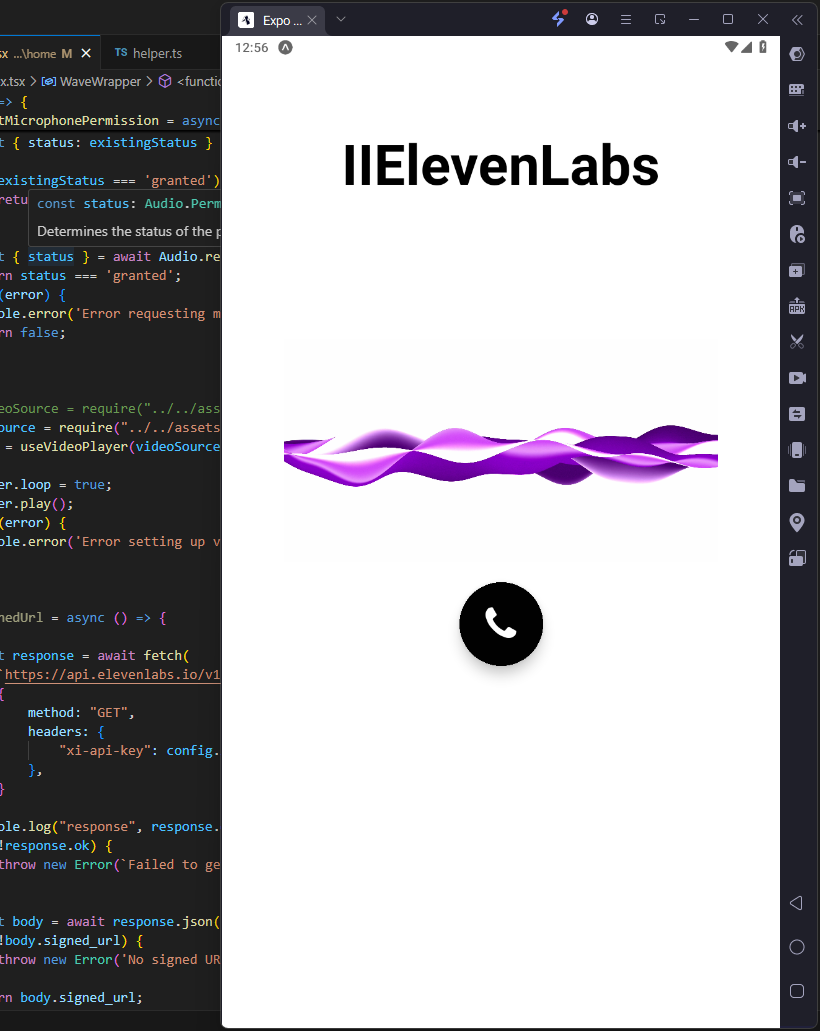 Expo ...
sx ...\home M
TS helper.ts
x.tsx > WaveWrapper > <functio
=> {
tMicrophonePermission = async
t { status: existingStatus }
existingStatus === 'granted')
retu
const status: Audio.Perm
Determines the status of the p
t { status } = await Audio.re
rn status === 'granted';
(error) {
ole.error('Error requesting m
rn false;
eoSource = require("../../ass
ource = require("../../assets
= useVideoPlayer(videoSource
er.loop = true;
er.play();
(error) {
ole.error('Error setting up v
nedUrl = async () => {
t response = await fetch(
`https://api.elevenlabs.io/v1
{
method: "GET",
headers: {
"xi-api-key": config.
},
}
ole.log("response", response.
!response.ok) {
throw new Error(`Failed to ge
t body = await response.json(
!body.signed_url) {
throw new Error('No signed UR
rn body.signed_url;
12:56
IIElevenLabs
APK